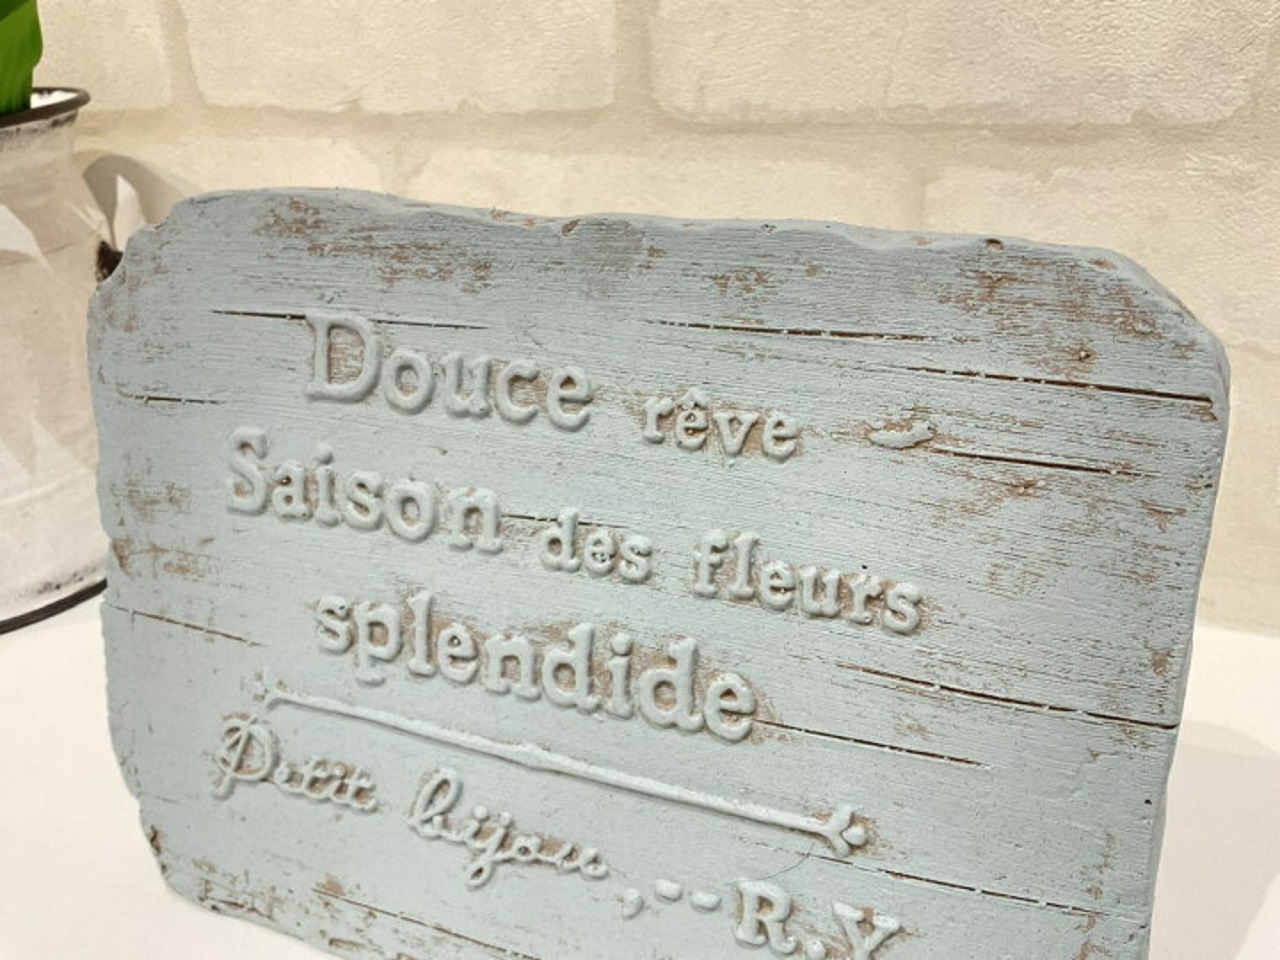 Douce rêve
Saison des fleurs
splendide
Petit bijou,--R.Y